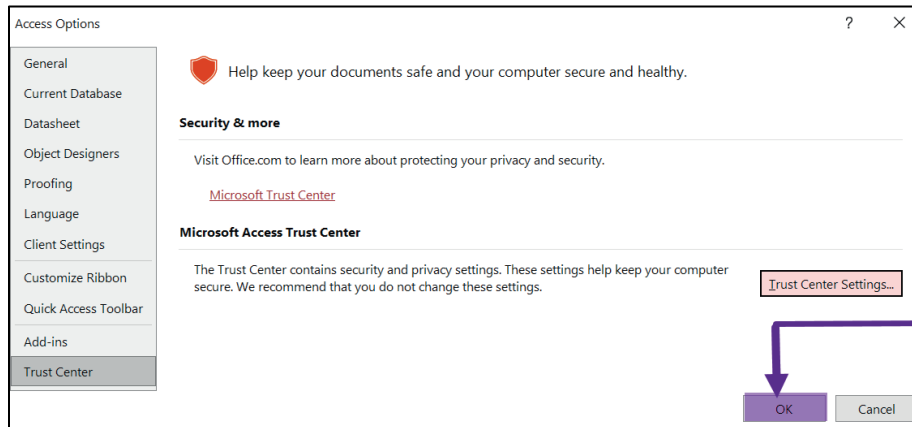 Access Options
?
General
Current Database
Datasheet
Object Designers
Proofing
Language
Client Settings
Customize Ribbon
Quick Access Toolbar
Add-ins
Trust Center
Help keep your documents safe and your computer secure and healthy.
Security & more
Visit Office.com to learn more about protecting your privacy and security.
Microsoft Trust Center
Microsoft Access Trust Center
The Trust Center contains security and privacy settings. These settings help keep your computer
secure. We recommend that you do not change these settings.
Trust Center Settings...
OK
Cancel